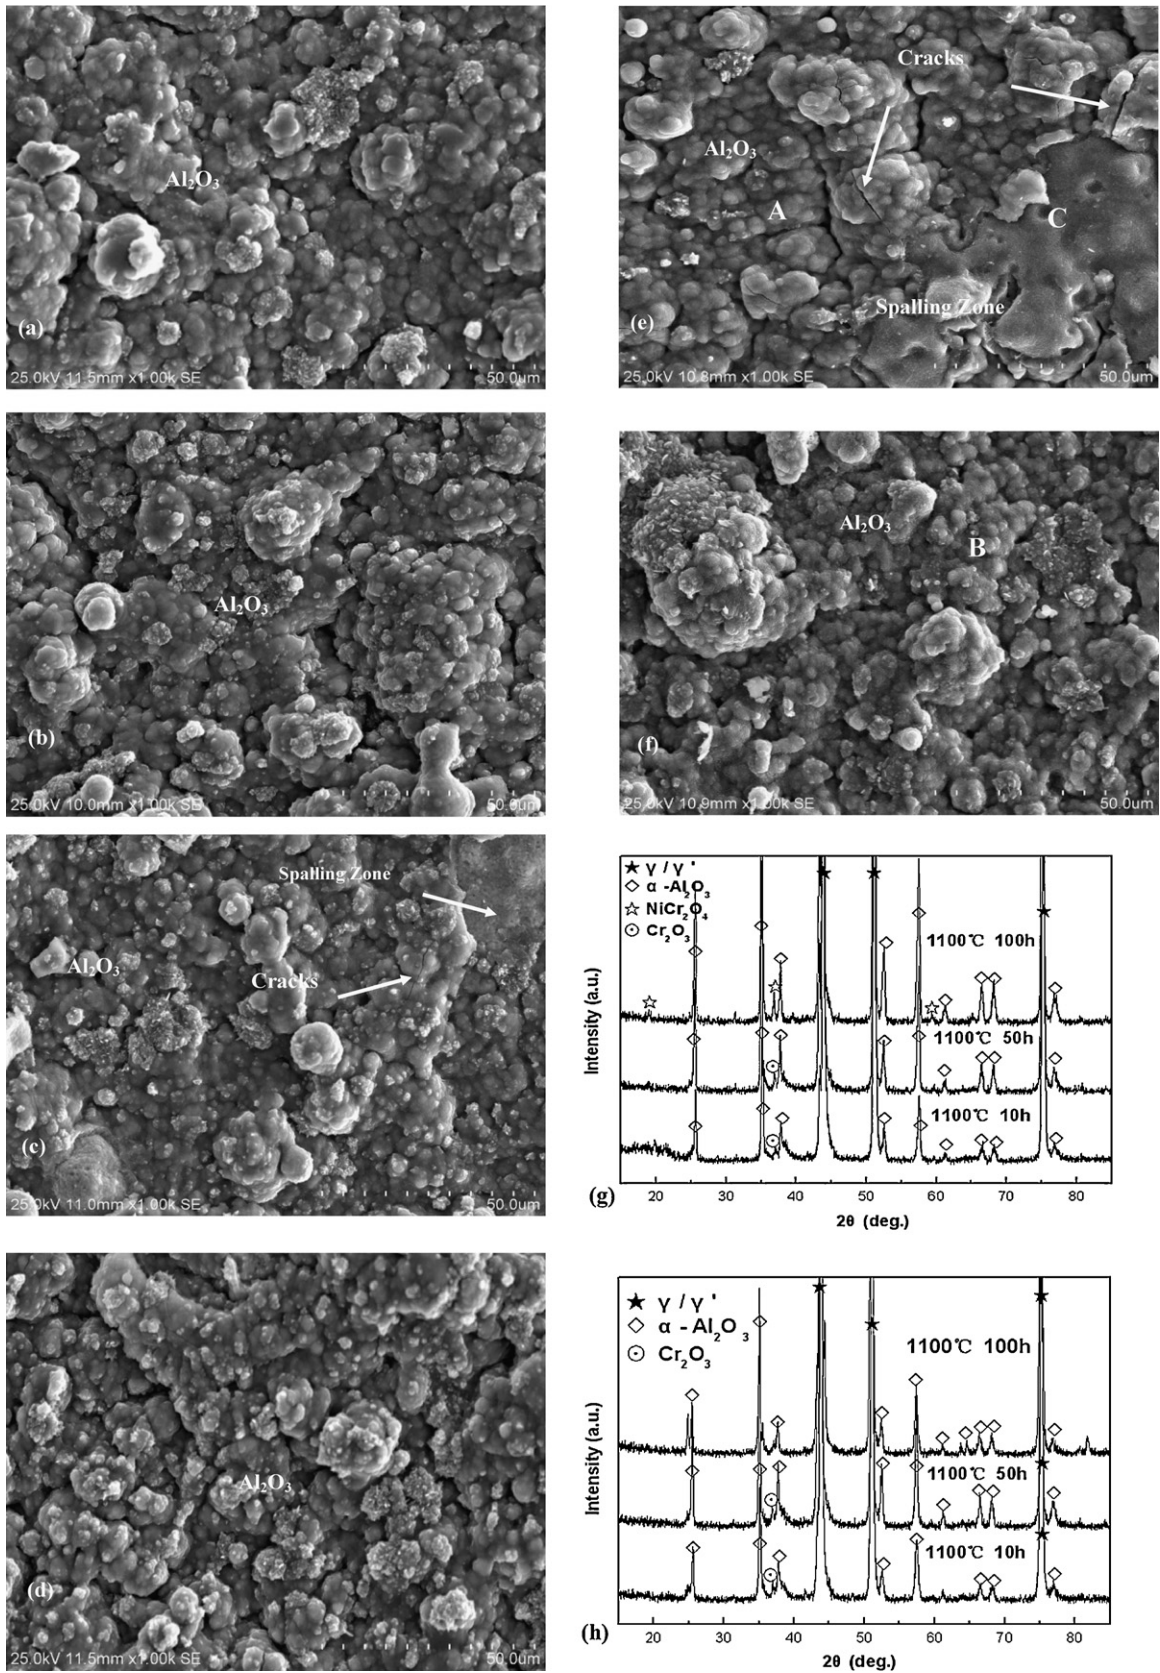 Al₂O₃
(a)
25.0kV 11.5mm x1.00k SE
50.0um
Al₂O₃
(b)
25.0kV 10.0mm x1.00k SE
50.0um
Spalling Zone
Al₂O₃
Cracks
(c)
25.0kV 11.0mm x1.00k SE
50.0um
Al₂O₃
(d)
25.0kV 11.5mm x1.00k SE
50.0um
Cracks
Al₂O₃
A
C
Spalling Zone
(e)
25.0kV 10.8mm x1.00k SE
50.0um
Al₂O₃
B
(f)
25.0kV 10.9mm x1.00k SE
50.0um
★ γ / γ'
◇ α -Al₂O₃
☆ NiCr₂O₄
⊙ Cr₂O₃
1100℃ 100h
1100℃ 50h
1100℃ 10h
Intensity (a.u.)
20 30 40 50 60 70 80
(g)
2θ (deg.)
★ γ / γ'
◇ α - Al₂O₃
⊙ Cr₂O₃
1100℃ 100h
1100℃ 50h
1100℃ 10h
Intensity (a.u.)
20 30 40 50 60 70 80
(h)
2θ (deg.)